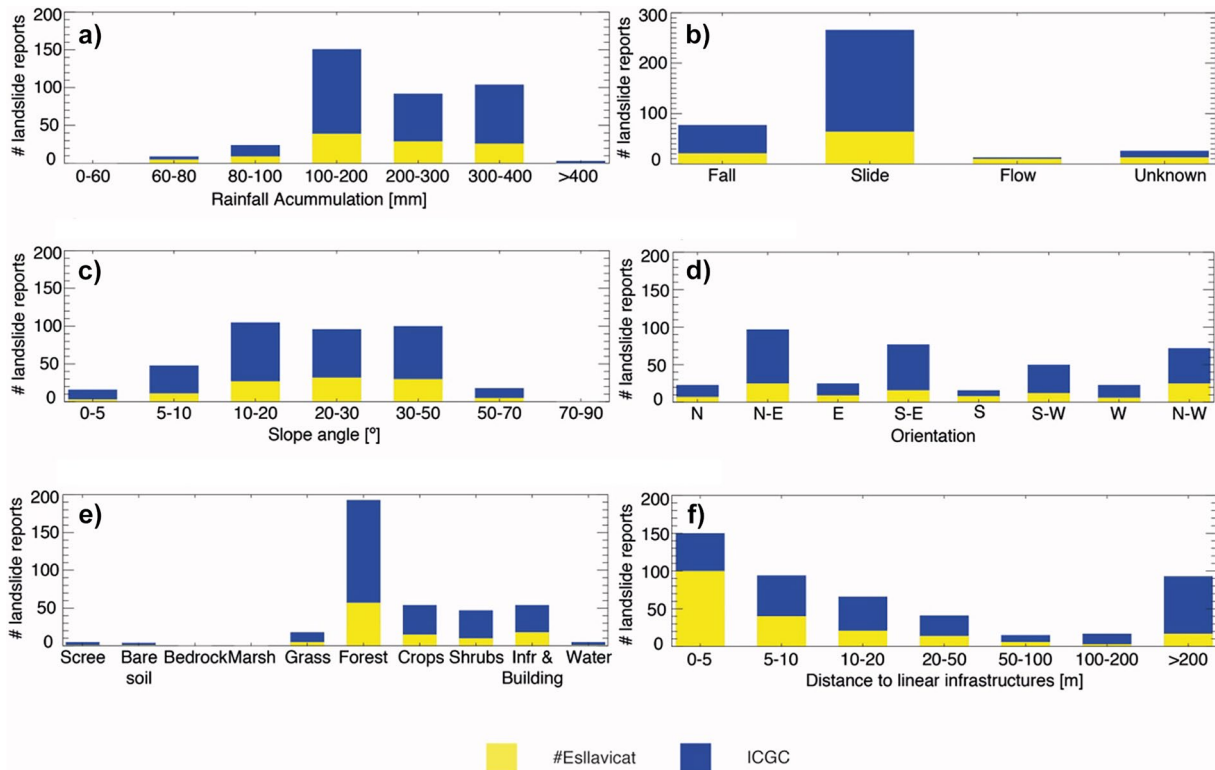 a)
# landslide reports
200
150
100
50
0
0-60 60-80 80-100 100-200 200-300 300-400 >400
Rainfall Acummulation [mm]
b)
# landslide reports
300
200
100
0
Fall Slide Flow Unknown
c)
# landslide reports
200
150
100
50
0
0-5 5-10 10-20 20-30 30-50 50-70 70-90
Slope angle [º]
d)
# landslide reports
200
150
100
50
0
N N-E E S-E S S-W W N-W
Orientation
e)
# landslide reports
200
150
100
50
0
Scree Bare Bedrock Marsh Grass Forest Crops Shrubs Infr & Water
soil Building
f)
# landslide reports
200
150
100
50
0
0-5 5-10 10-20 20-50 50-100 100-200 >200
Distance to linear infrastructures [m]
#Esllavicat ICGC